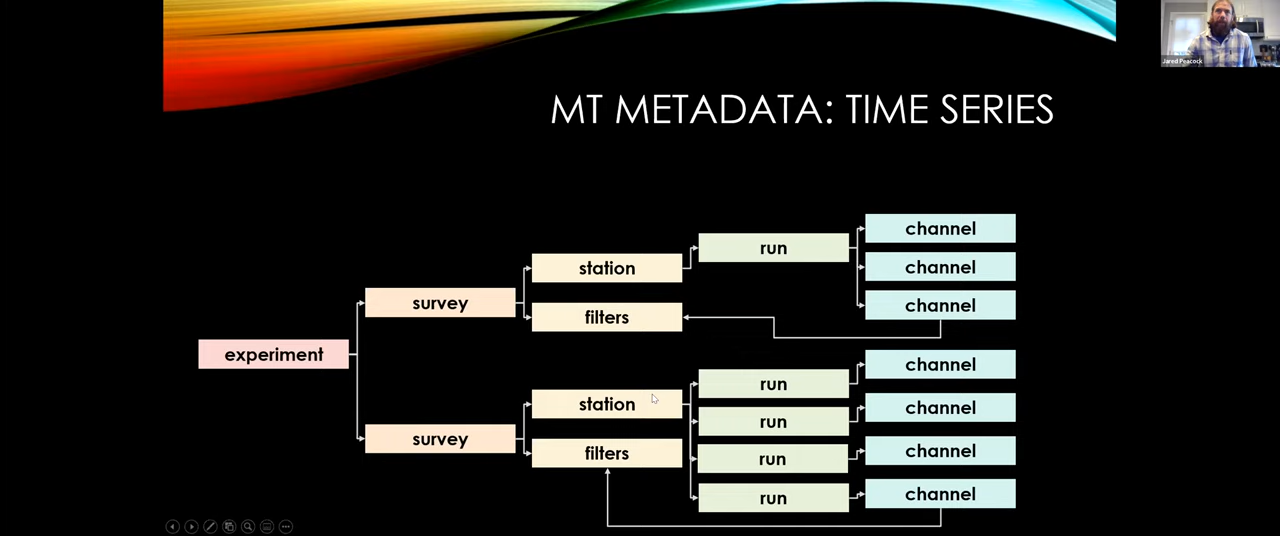 Jared Peacock
MT METADATA: TIME SERIES
experiment
survey
station
filters
run
channel
channel
channel
survey
station
filters
run
run
run
run
channel
channel
channel
channel